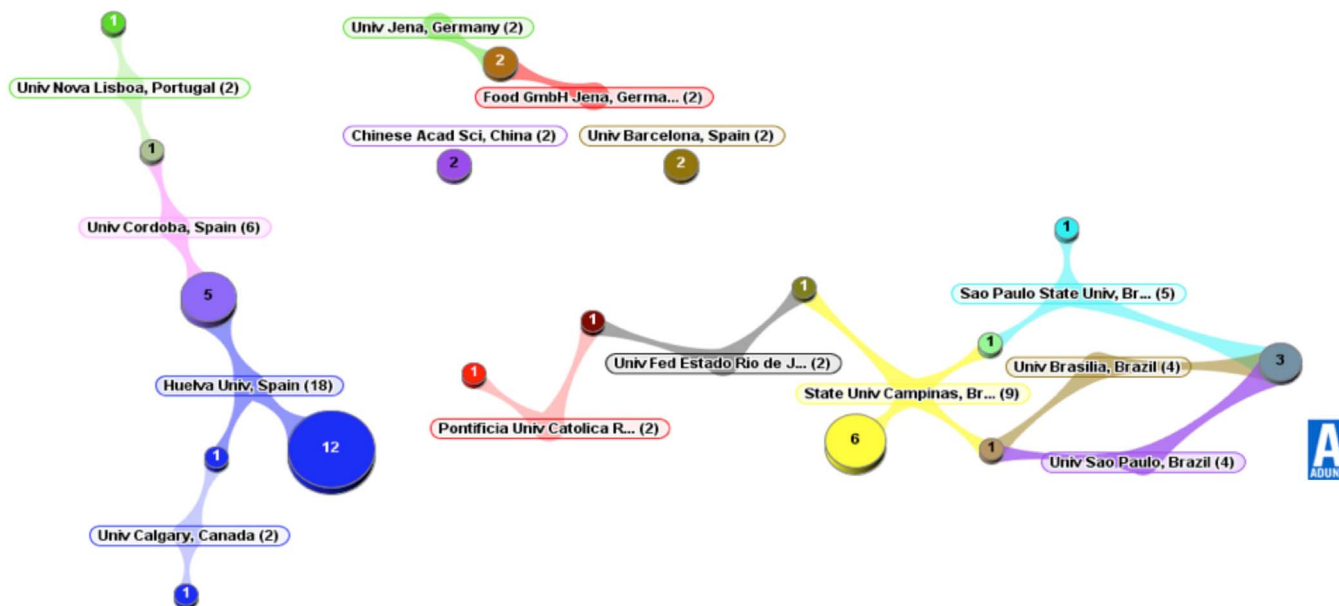 1
Univ Nova Lisboa, Portugal (2)
1
Univ Cordoba, Spain (6)
5
Huelva Univ, Spain (18)
12
1
Univ Calgary, Canada (2)
1
Univ Jena, Germany (2)
2
Food GmbH Jena, Germa... (2)
Chinese Acad Sci, China (2)
2
Univ Barcelona, Spain (2)
2
1
Pontificia Univ Catolica R... (2)
1
Univ Fed Estado Rio de J... (2)
1
State Univ Campinas, Br... (9)
6
1
1
Sao Paulo State Univ, Br... (5)
1
Univ Brasilia, Brazil (4)
3
Univ Sao Paulo, Brazil (4)
A
ADUN